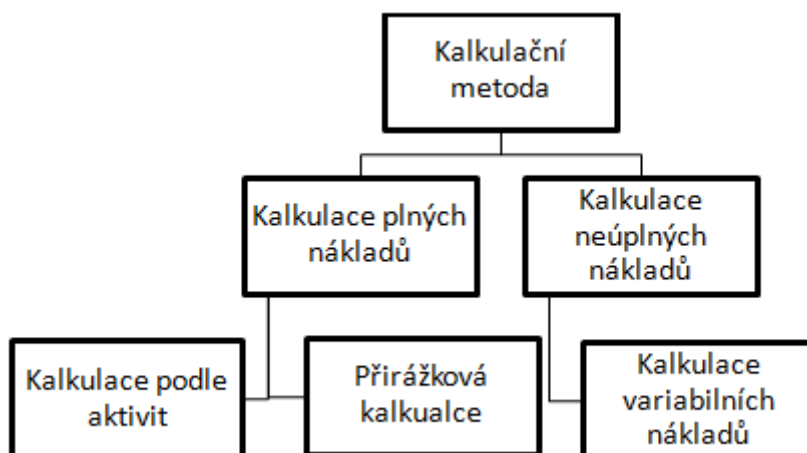 Kalkulační
metoda
Kalkulace plných
nákladů
Kalkulace
neúplných
nákladů
Kalkulace podle
aktivit
Přirážková
kalkualce
Kalkulace
variabilních
nákladů